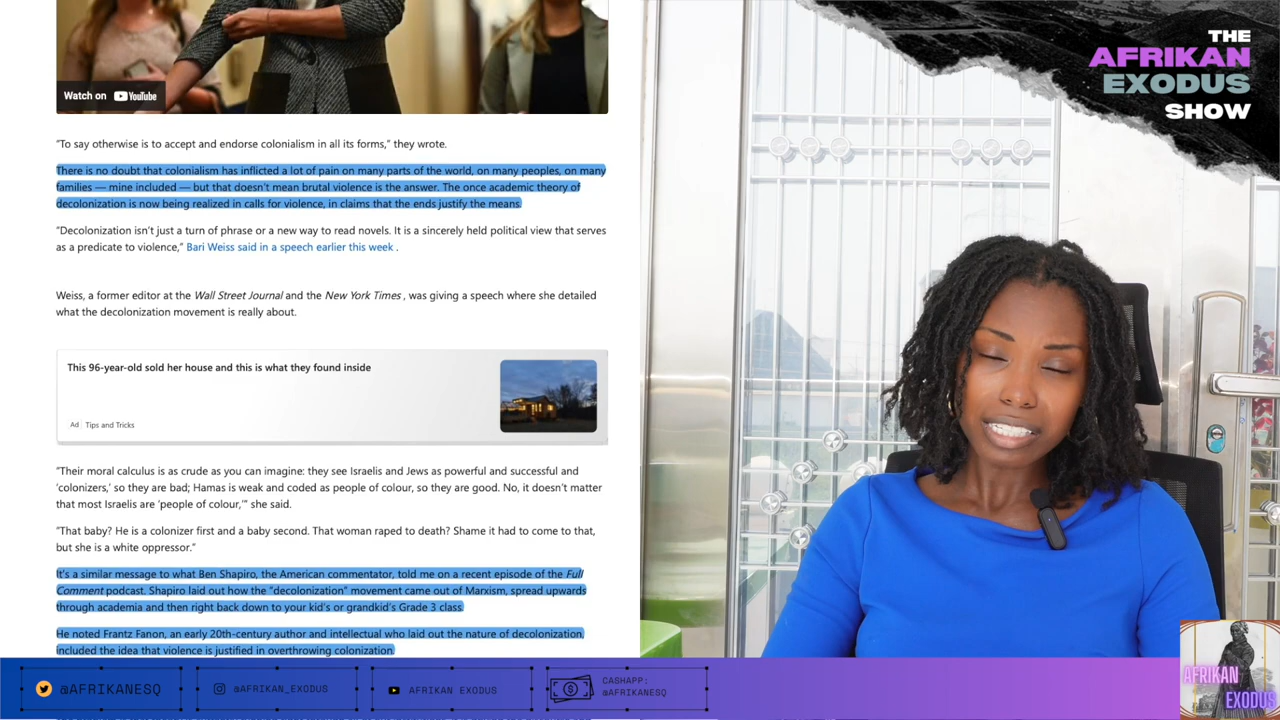 Watch on YouTube
"To say otherwise is to accept and endorse colonialism in all its forms," they wrote.
There is no doubt that colonialism has inflicted a lot of pain on many parts of the world, on many peoples, on many
families — mine included — but that doesn't mean brutal violence is the answer. The once academic theory of
decolonization is now being realized in calls for violence, in claims that the ends justify the means.
"Decolonization isn't just a turn of phrase or a new way to read novels. It is a sincerely held political view that serves
as a predicate to violence," Bari Weiss said in a speech earlier this week .
Weiss, a former editor at the Wall Street Journal and the New York Times , was giving a speech where she detailed
what the decolonization movement is really about.
This 96-year-old sold her house and this is what they found inside
Ad Tips and Tricks
"Their moral calculus is as crude as you can imagine: they see Israelis and Jews as powerful and successful and
'colonizers,' so they are bad; Hamas is weak and coded as people of colour, so they are good. No, it doesn't matter
that most Israelis are 'people of colour,'" she said.
"That baby? He is a colonizer first and a baby second. That woman raped to death? Shame it had to come to that,
but she is a white oppressor."
It's a similar message to what Ben Shapiro, the American commentator, told me on a recent episode of the Full
Comment podcast. Shapiro laid out how the "decolonization" movement came out of Marxism, spread upwards
through academia and then right back down to your kid's or grandkid's Grade 3 class.
He noted Frantz Fanon, an early 20th-century author and intellectual who laid out the nature of decolonization,
included the idea that violence is justified in overthrowing colonization.
THE
AFRIKAN
EXODUS
SHOW
@AFRIKANESQ
@AFRIKAN_EXODUS
AFRIKAN EXODUS
CASHAPP:
@AFRIKANESQ
AFRIKAN
EXODUS